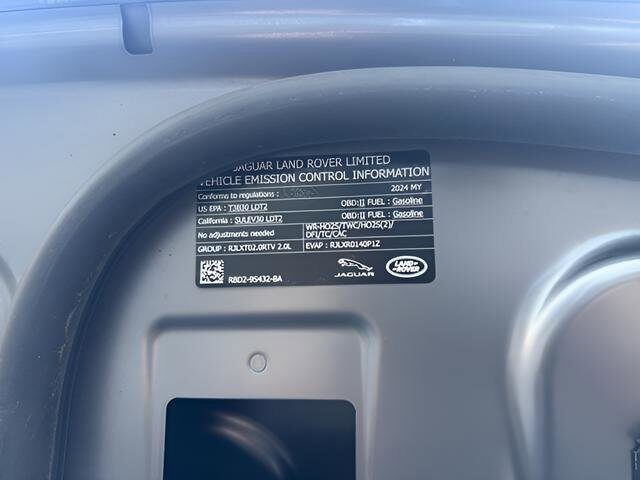 JAGUAR LAND ROVER LIMITED
VEHICLE EMISSION CONTROL INFORMATION
Conforms to regulations : 2024 MY
US EPA : T3B30 LDT2 OBD:II FUEL : Gasoline
California : SULEV30 LDT2 OBD:II FUEL : Gasoline
No adjustments needed WR-HO2S/TWC/HO2S(2)/
DFI/TC/CAC
GROUP : RJLXT02.0RTV 2.0L EVAP : RJLXR0140P1Z
R8D2-9S432-BA JAGUAR LAND ROVER